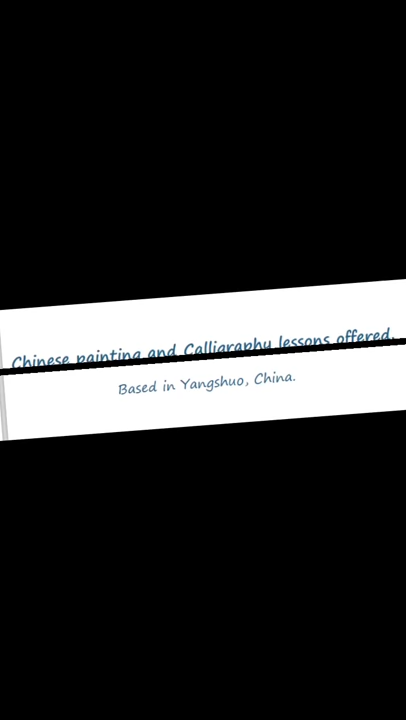 Chinese painting and Calligraphy lessons offered.
Based in Yangshuo, China.